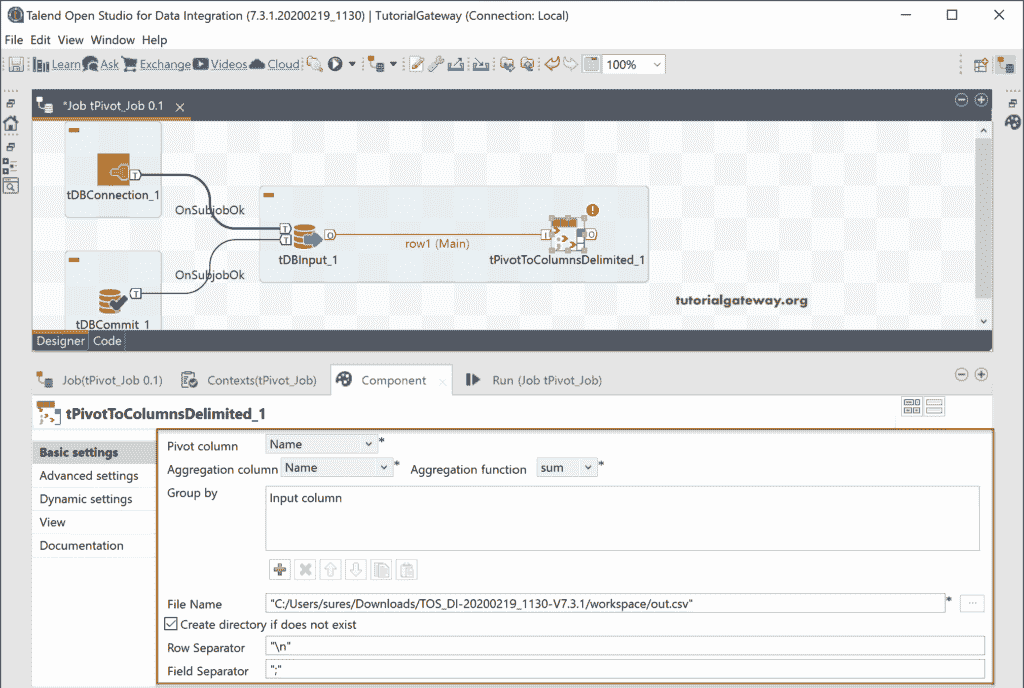 Talend Open Studio for Data Integration (7.3.1.20200219_1130) | TutorialGateway (Connection: Local)
File Edit View Window Help
Learn Ask Exchange Videos Cloud 100%
*Job tPivot_Job 0.1
tDBConnection_1
OnSubjobOk
row1 (Main)
tDBInput_1
tPivotToColumnsDelimited_1
OnSubjobOk
tDBCommit_1
tutorialgateway.org
Designer Code
Job(tPivot_Job 0.1) Contexts(tPivot_Job) Component Run (Job tPivot_Job)
tPivotToColumnsDelimited_1
Basic settings
Advanced settings
Dynamic settings
View
Documentation
Pivot column Name *
Aggregation column Name * Aggregation function sum *
Group by
Input column
File Name "C:/Users/sures/Downloads/TOS_DI-20200219_1130-V7.3.1/workspace/out.csv" * ...
Create directory if does not exist
Row Separator "\n"
Field Separator ";"